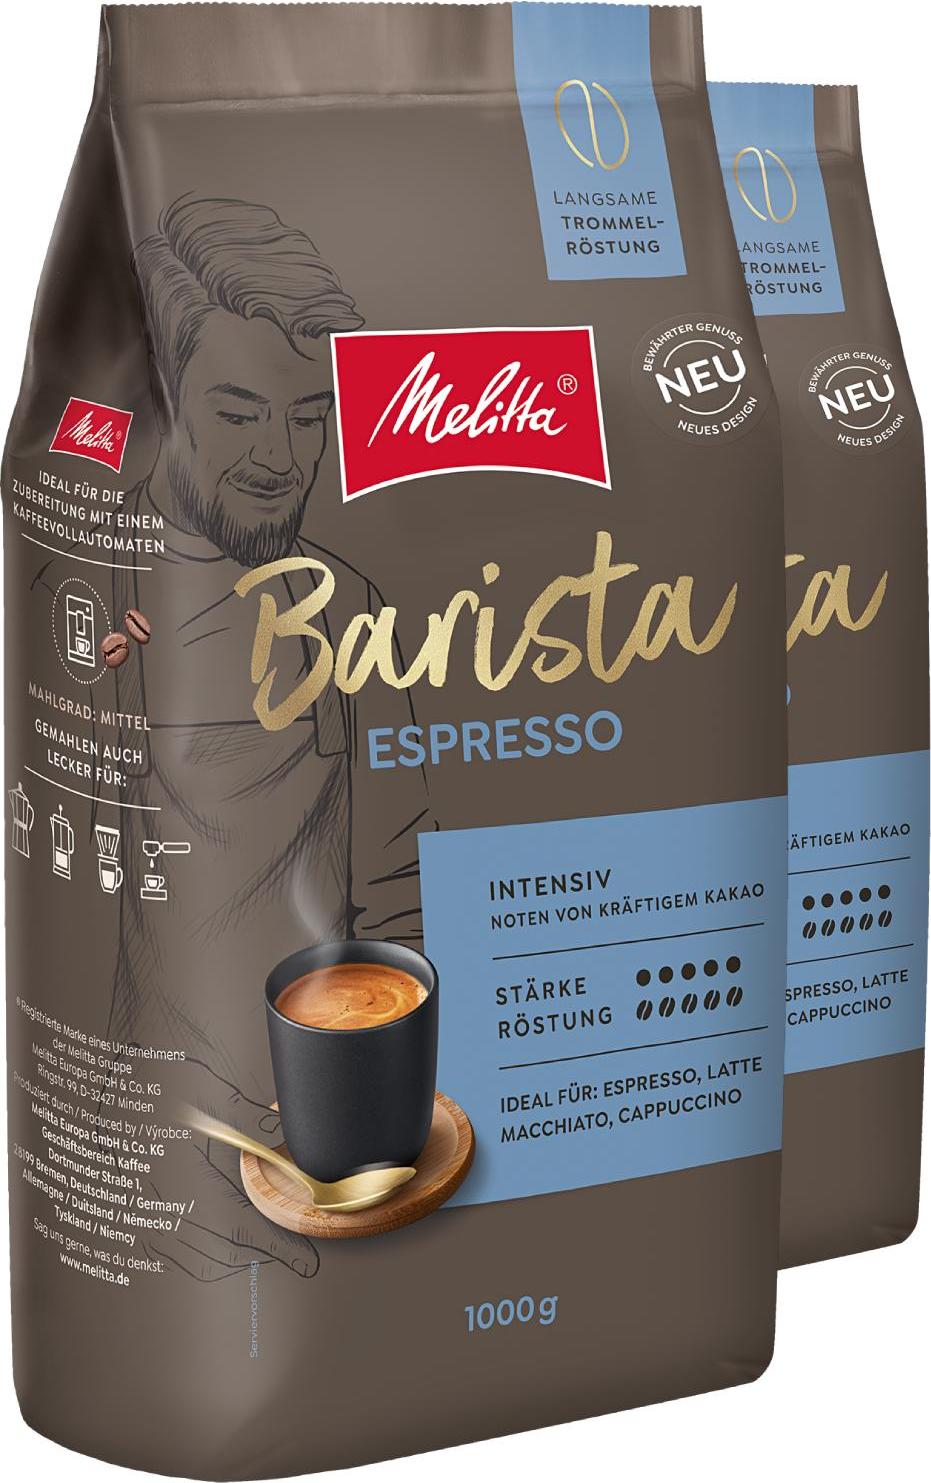 LANGSAME
TROMMEL-
RÖSTUNG
Melitta®
BEWÄHRTER GENUSS
NEU
NEUES DESIGN
Barista
ESPRESSO
INTENSIV
NOTEN VON KRÄFTIGEM KAKAO
STÄRKE
RÖSTUNG
IDEAL FÜR: ESPRESSO, LATTE
MACCHIATO, CAPPUCCINO
1000g
Serviervorschlag
Melitta®
IDEAL FÜR DIE
ZUBEREITUNG MIT EINEM
KAFFEEVOLLAUTOMATEN
MAHLGRAD: MITTEL
GEMAHLEN AUCH
LECKER FÜR:
® Registrierte Marke eines Unternehmens
der Melitta Gruppe
Melitta Europa GmbH & Co. KG
Ringstr. 99, D-32427 Minden
Produziert durch / Produced by / Výrobce:
Melitta Europa GmbH & Co. KG
Geschäftsbereich Kaffee
Dortmunder Straße 1,
28199 Bremen, Deutschland / Germany /
Allemagne / Duitsland / Německo /
Tyskland / Niemcy
Sag uns gerne, was du denkst:
www.melitta.de
ANGSAME
TROMMEL-
RÖSTUNG
BEWÄHRTER GENUSS
NEU
NEUES DESIGN
ta
O
RÄFTIGEM KAKAO
SPRESSO, LATTE
CAPPUCCINO